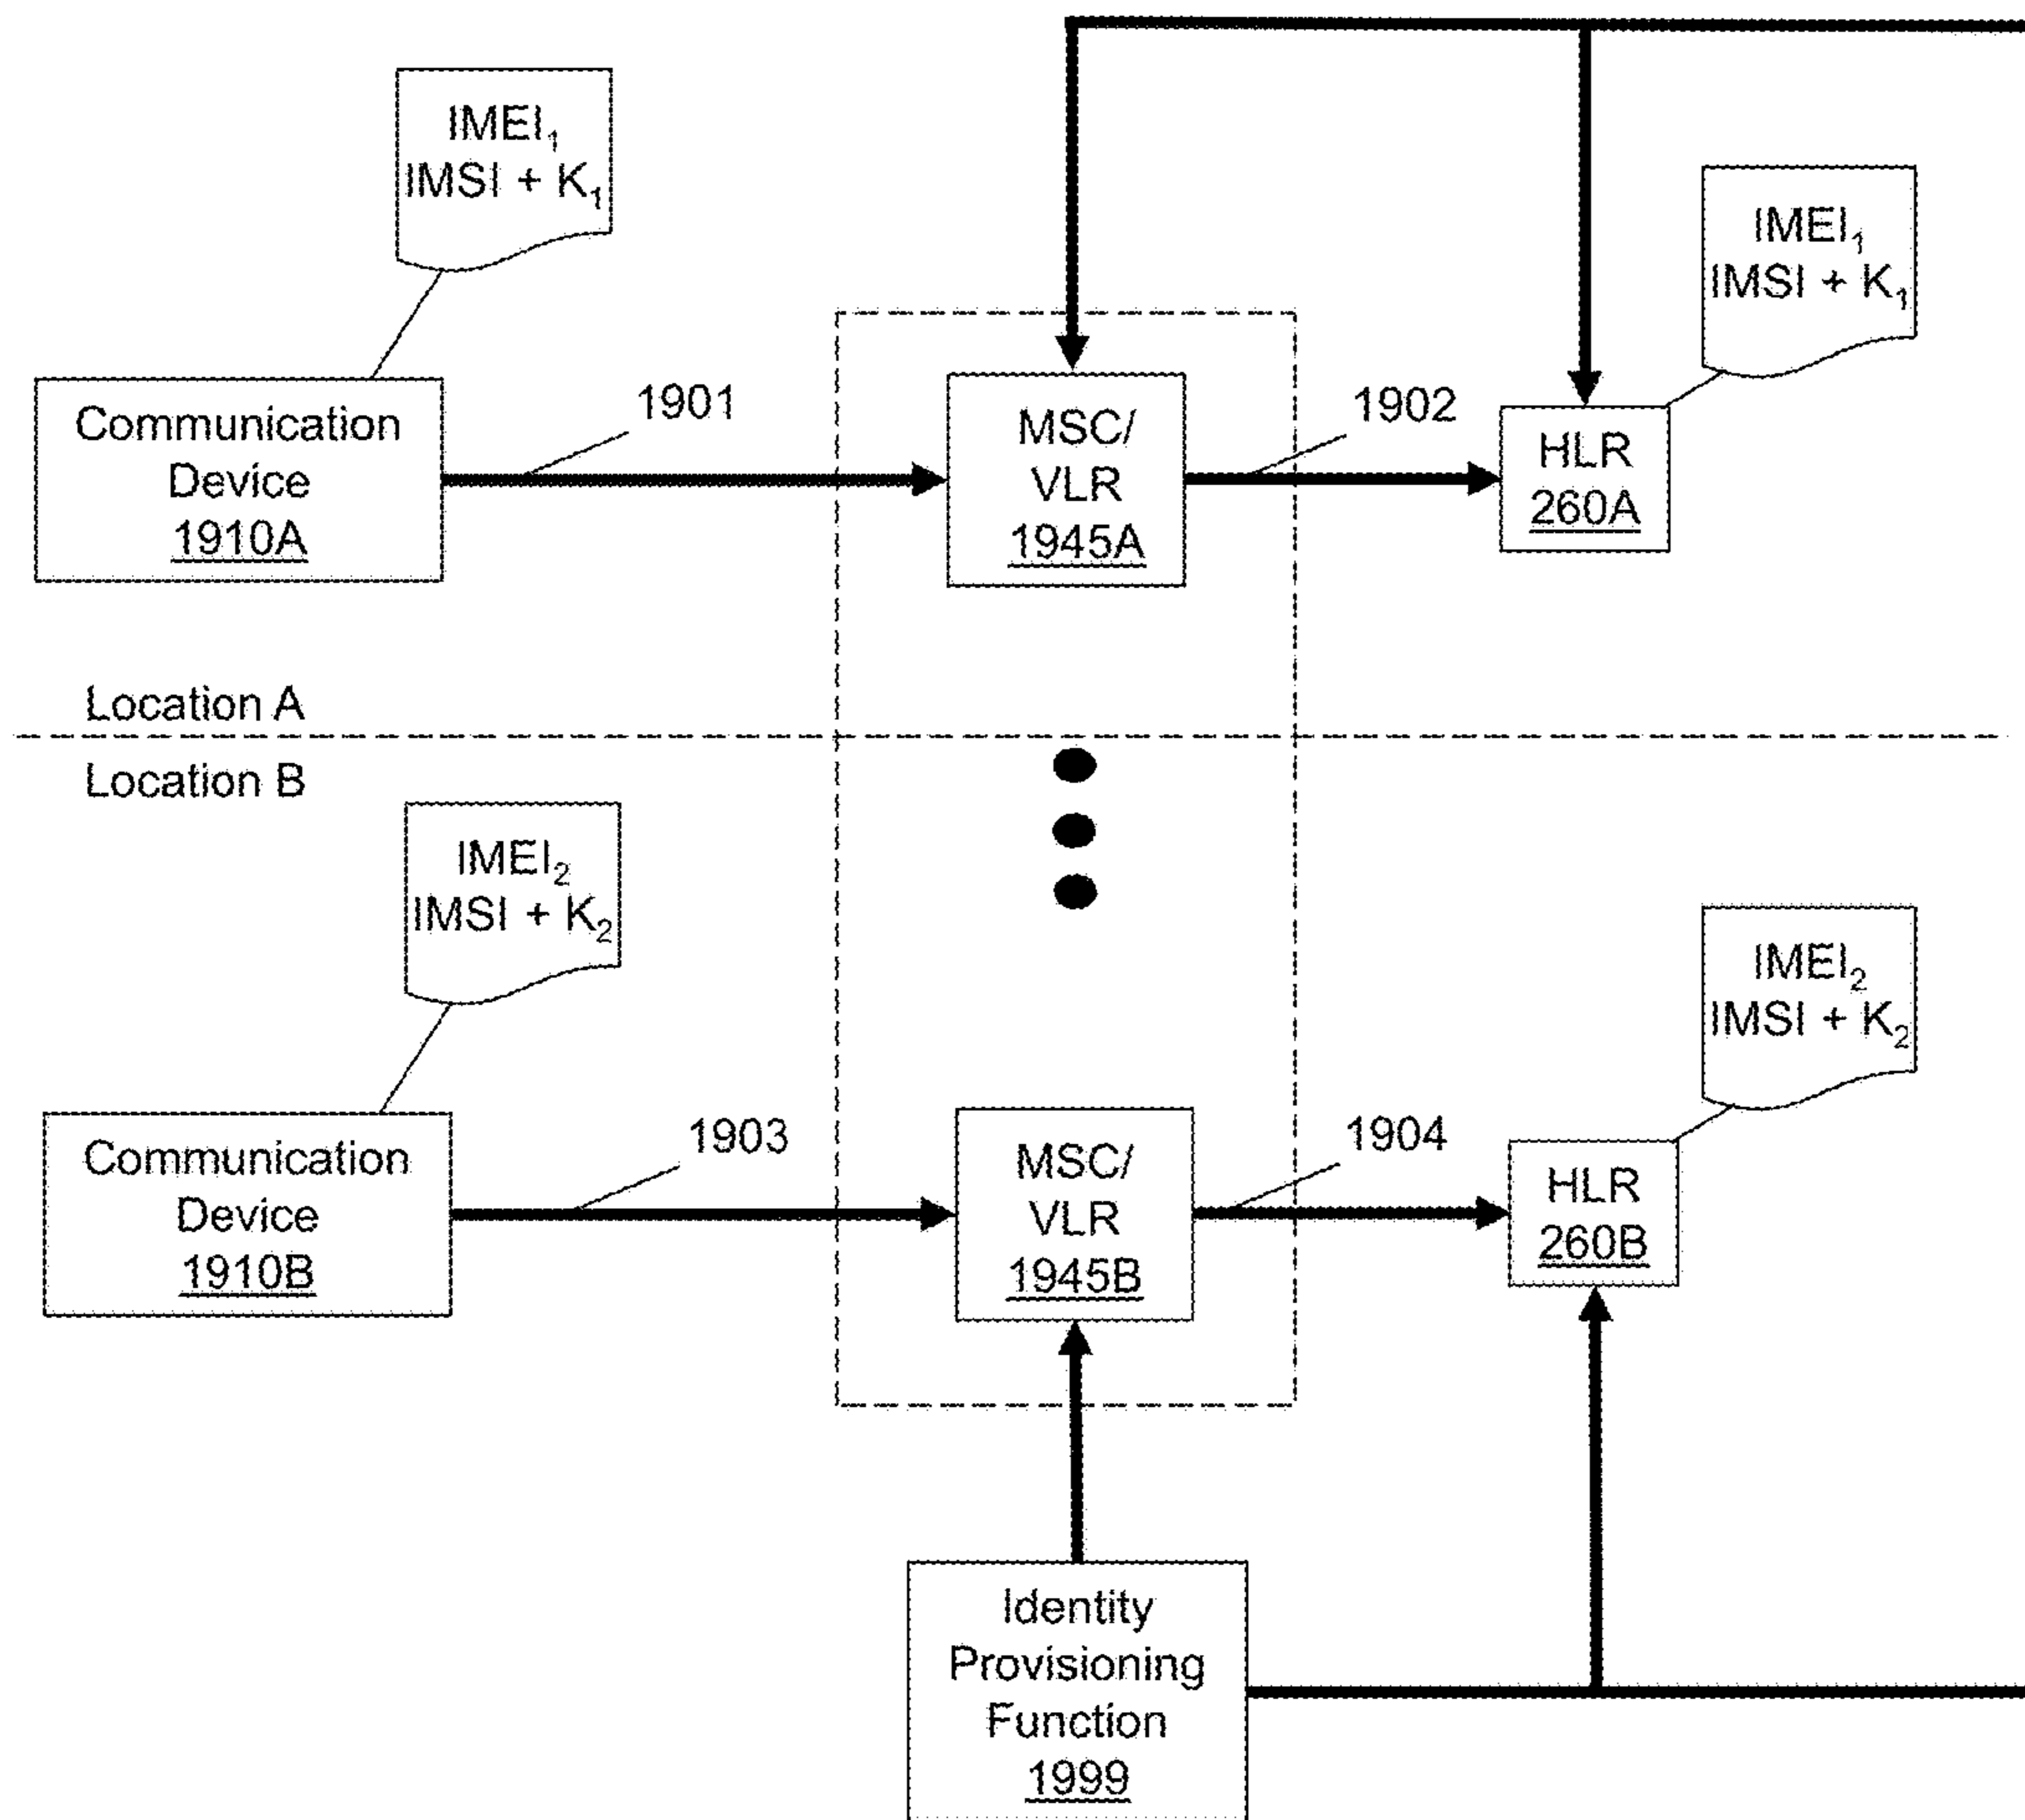 IMEI₁
IMSI + K₁
IMEI₁
IMSI + K₁
Communication
Device
1910A
1901
MSC/
VLR
1945A
1902
HLR
260A
Location A
Location B
IMEI₂
IMSI + K₂
IMEI₂
IMSI + K₂
Communication
Device
1910B
1903
MSC/
VLR
1945B
1904
HLR
260B
Identity
Provisioning
Function
1999